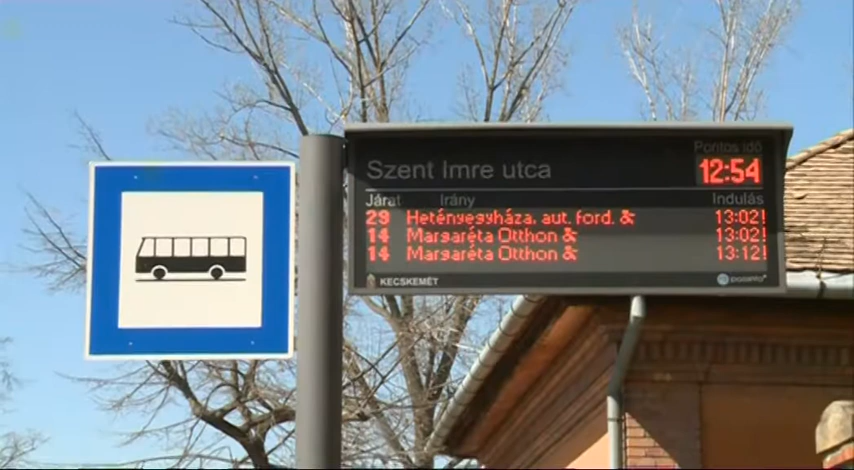 Pontos idő
Szent Imre utca 12:54
Járat Irány Indulás
29 Hetényegyháza, aut. ford. ♿ 13:02!
14 Margaréta Otthon ♿ 13:02!
14 Margaréta Otthon ♿ 13:12!
KECSKEMÉT